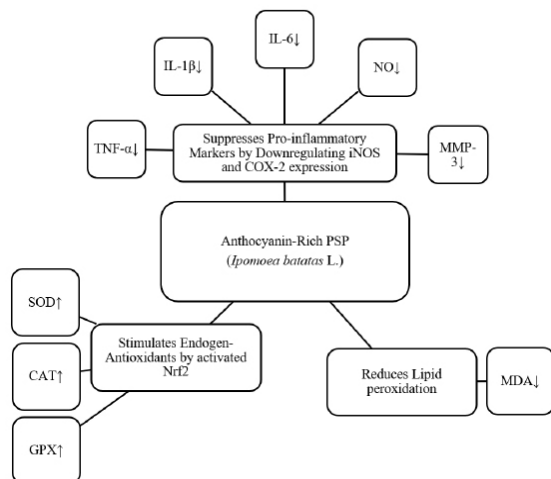 IL-6↓
IL-1β↓
NO↓
TNF-α↓
Suppresses Pro-inflammatory
Markers by Downregulating iNOS
and COX-2 expression
MMP-
3↓
Anthocyanin-Rich PSP
(Ipomoea batatas L.)
SOD↑
CAT↑
GPX↑
Stimulates Endogen-
Antioxidants by activated
Nrf2
Reduces Lipid
peroxidation
MDA↓